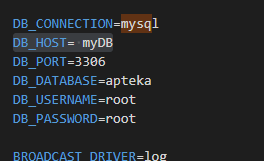 DB_CONNECTION=mysql
DB_HOST= myDB
DB_PORT=3306
DB_DATABASE=apteka
DB_USERNAME=root
DB_PASSWORD=root
BROADCAST_DRIVER=log